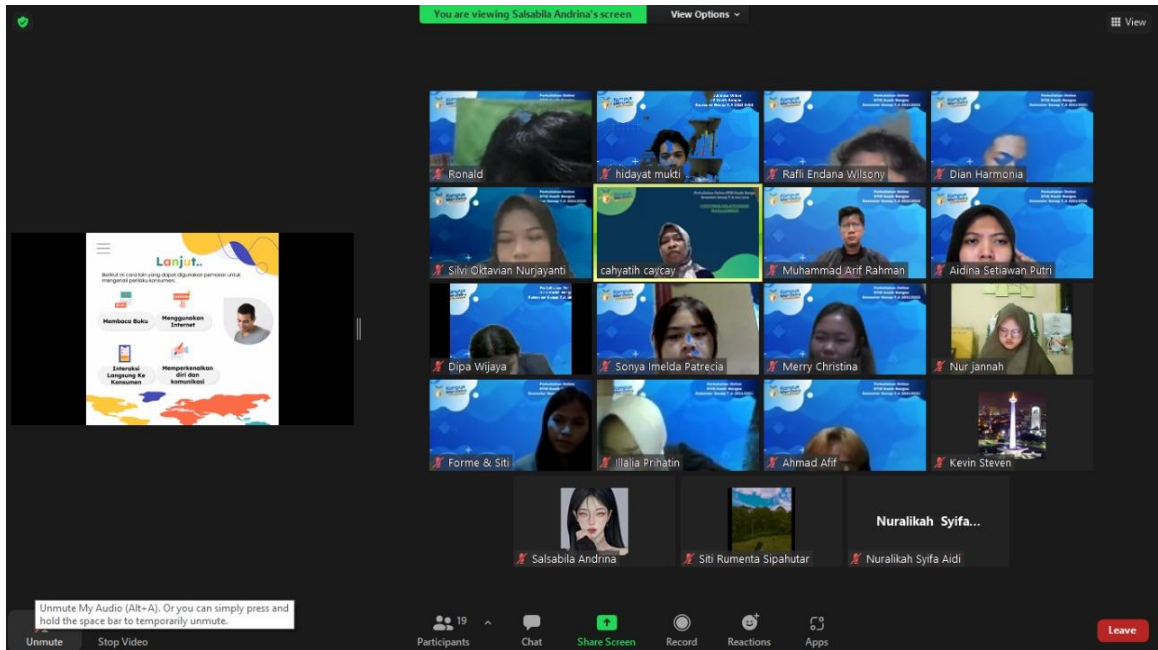 You are viewing Salsabila Andrina's screen
View Options
View
Lanjut..
Berikut ini cara lain yang dapat digunakan pemasar untuk
mengenali perilaku konsumen:
Membaca Buku
Menggunakan
Internet
Interaksi
Langsung Ke
Konsumen
Memperkenalkan
diri dan
komunikasi
Ronald
hidayat mukti
Rafli Endana Wilsony
Dian Harmonia
Silvi Oktavian Nurjayanti
cahyatih caycay
Muhammad Arif Rahman
Aidina Setiawan Putri
Dipa Wijaya
Sonya Imelda Patrecia
Merry Christina
Nur jannah
Forme & Siti
Illalia Prihatin
Ahmad Afif
Kevin Steven
Salsabila Andrina
Siti Rumenta Sipahutar
Nuralikah Syifa...
Nuralikah Syifa Aidi
Unmute My Audio (Alt+A). Or you can simply press and
hold the space bar to temporarily unmute.
Unmute
Stop Video
19
Participants
Chat
Share Screen
Record
Reactions
Apps
Leave